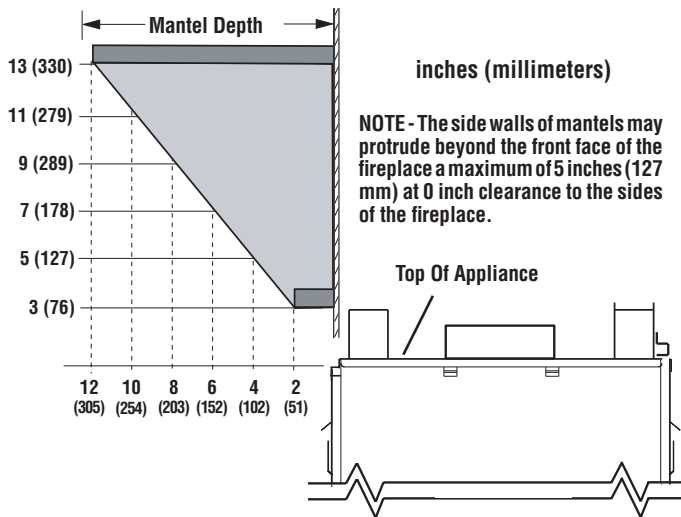 Mantel Depth
13 (330)
11 (279)
9 (289)
7 (178)
5 (127)
3 (76)
12 10 8 6 4 2
(305) (254) (203) (152) (102) (51)
inches (millimeters)
NOTE - The side walls of mantels may
protrude beyond the front face of the
fireplace a maximum of 5 inches (127
mm) at 0 inch clearance to the sides
of the fireplace.
Top Of Appliance